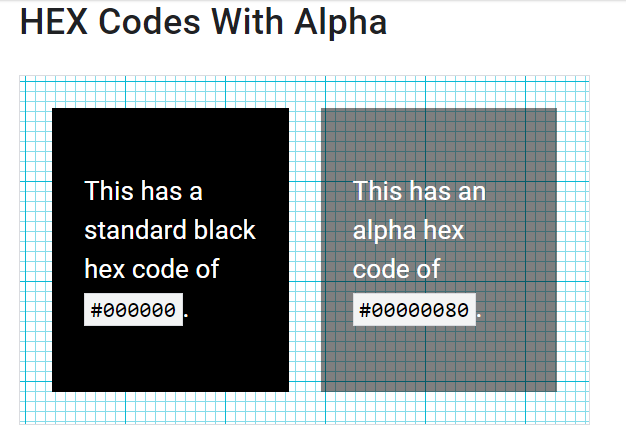 HEX Codes With Alpha
This has a
standard black
hex code of
#000000.
This has an
alpha hex
code of
#00000080.